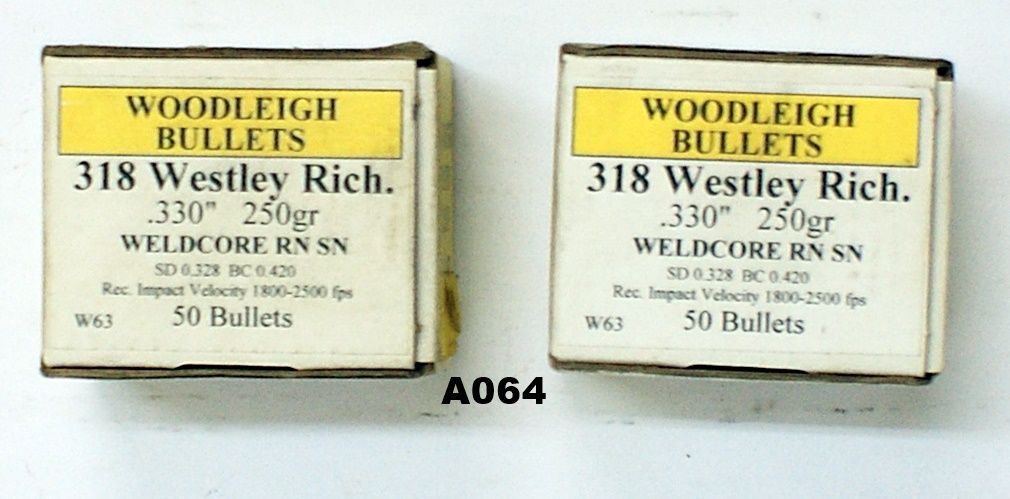 WOODLEIGH
BULLETS
318 Westley Rich.
.330" 250gr
WELDCORE RN SN
SD 0.328 BC 0.420
Rec. Impact Velocity 1800-2500 fps
W63 50 Bullets
WOODLEIGH
BULLETS
318 Westley Rich.
.330" 250gr
WELDCORE RN SN
SD 0.328 BC 0.420
Rec. Impact Velocity 1800-2500 fps
W63 50 Bullets
A064